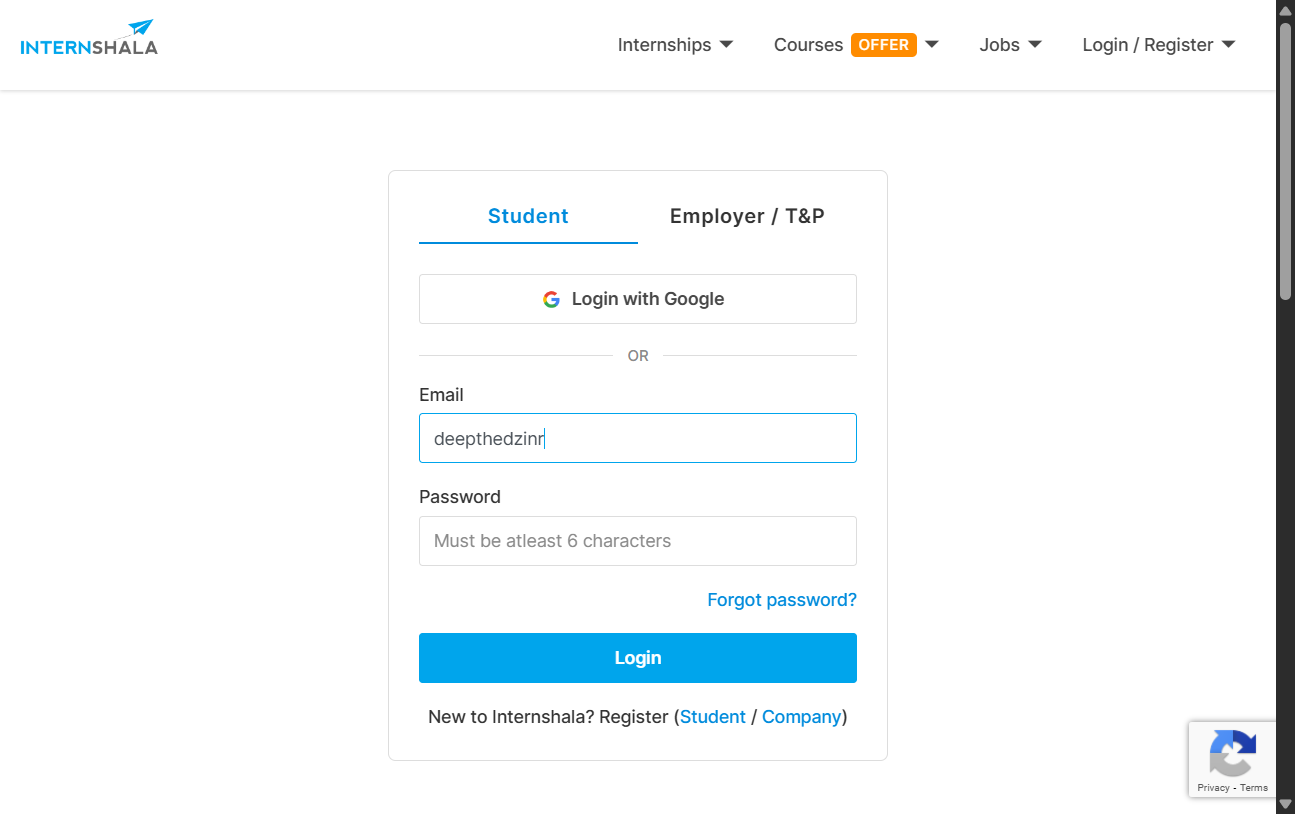 INTERNSHALA
Internships Courses OFFER Jobs Login / Register
Student Employer / T&P
Login with Google
OR
Email
deepthedzinr
Password
Must be atleast 6 characters
Forgot password?
Login
New to Internshala? Register (Student / Company)
Privacy - Terms